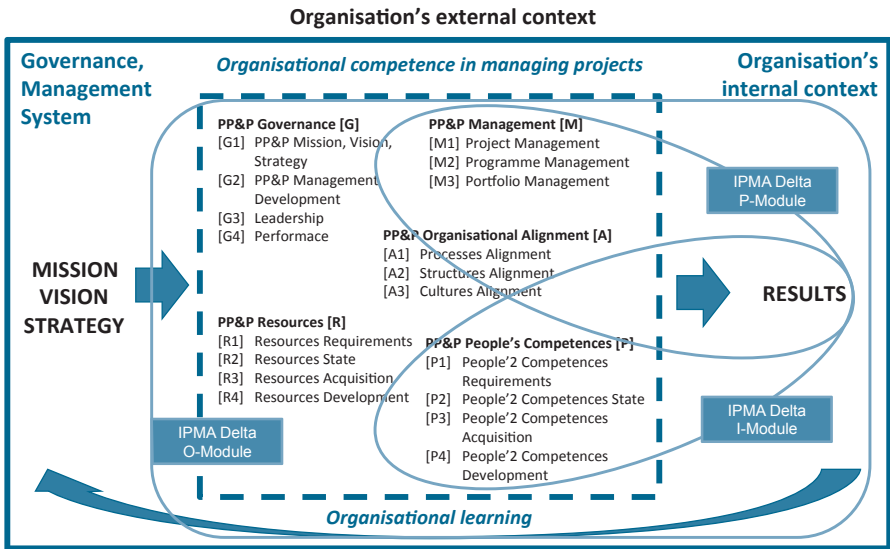 Organisation's external context
Governance,
Management
System
Organisational competence in managing projects
Organisation's
internal context
PP&P Governance [G]
[G1] PP&P Mission, Vision,
Strategy
[G2] PP&P Management
Development
[G3] Leadership
[G4] Performace
PP&P Management [M]
[M1] Project Management
[M2] Programme Management
[M3] Portfolio Management
IPMA Delta
P-Module
PP&P Organisational Alignment [A]
[A1] Processes Alignment
[A2] Structures Alignment
[A3] Cultures Alignment
MISSION
VISION
STRATEGY
RESULTS
PP&P Resources [R]
[R1] Resources Requirements
[R2] Resources State
[R3] Resources Acquisition
[R4] Resources Development
PP&P People's Competences [P]
[P1] People'2 Competences
Requirements
[P2] People'2 Competences State
[P3] People'2 Competences
Acquisition
[P4] People'2 Competences
Development
IPMA Delta
I-Module
IPMA Delta
O-Module
Organisational learning